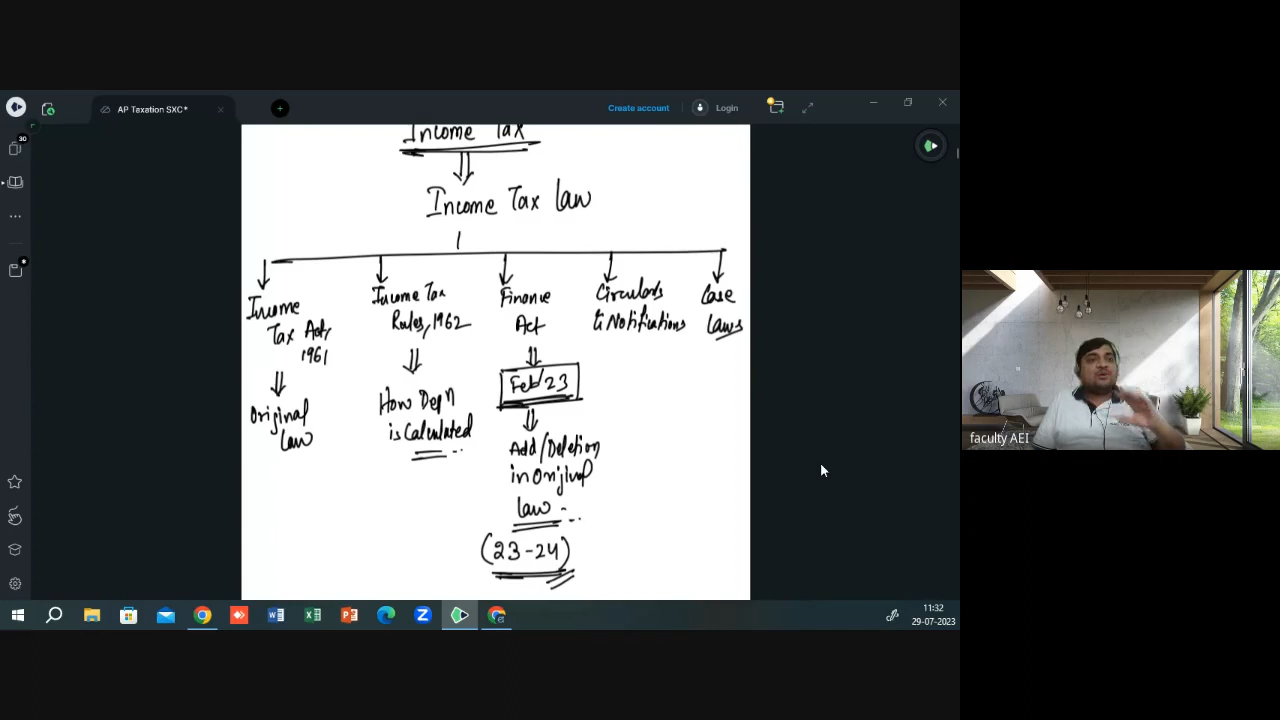 AP Taxation SXC*
Create account
Login
30
Income Tax
Income Tax Law
Income
Tax Act,
1961
Original
Law
Income Tax
Rules, 1962
How Depn
is Calculated
Finance
Act
Feb/23
Add/Deletion
in Original
Law
(23-24)
Circulars
& Notifications
Case
Laws
faculty AEI
11:32
29-07-2023